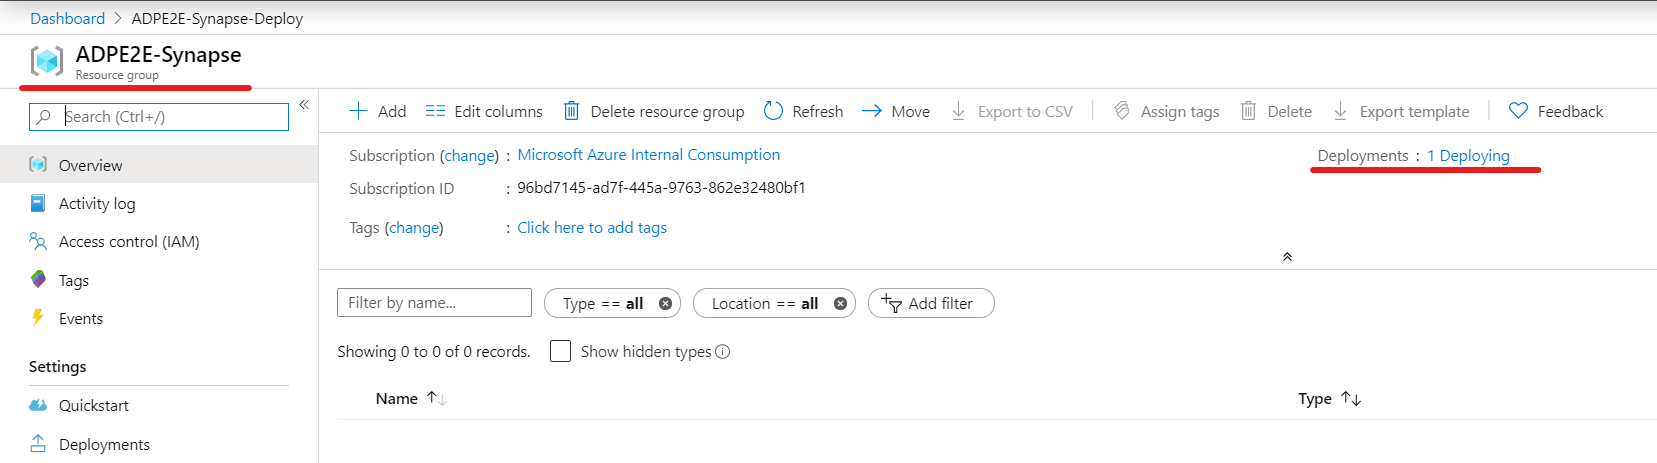 Dashboard > ADPE2E-Synapse-Deploy
ADPE2E-Synapse
Resource group
Search (Ctrl+/)
«
Add Edit columns Delete resource group Refresh Move Export to CSV Assign tags Delete Export template Feedback
Overview
Activity log
Access control (IAM)
Tags
Events
Settings
Quickstart
Deployments
Subscription (change) : Microsoft Azure Internal Consumption
Deployments : 1 Deploying
Subscription ID : 96bd7145-ad7f-445a-9763-862e32480bf1
Tags (change) : Click here to add tags
Filter by name... Type == all Location == all Add filter
Showing 0 to 0 of 0 records. Show hidden types
Name ↑↓ Type ↑↓